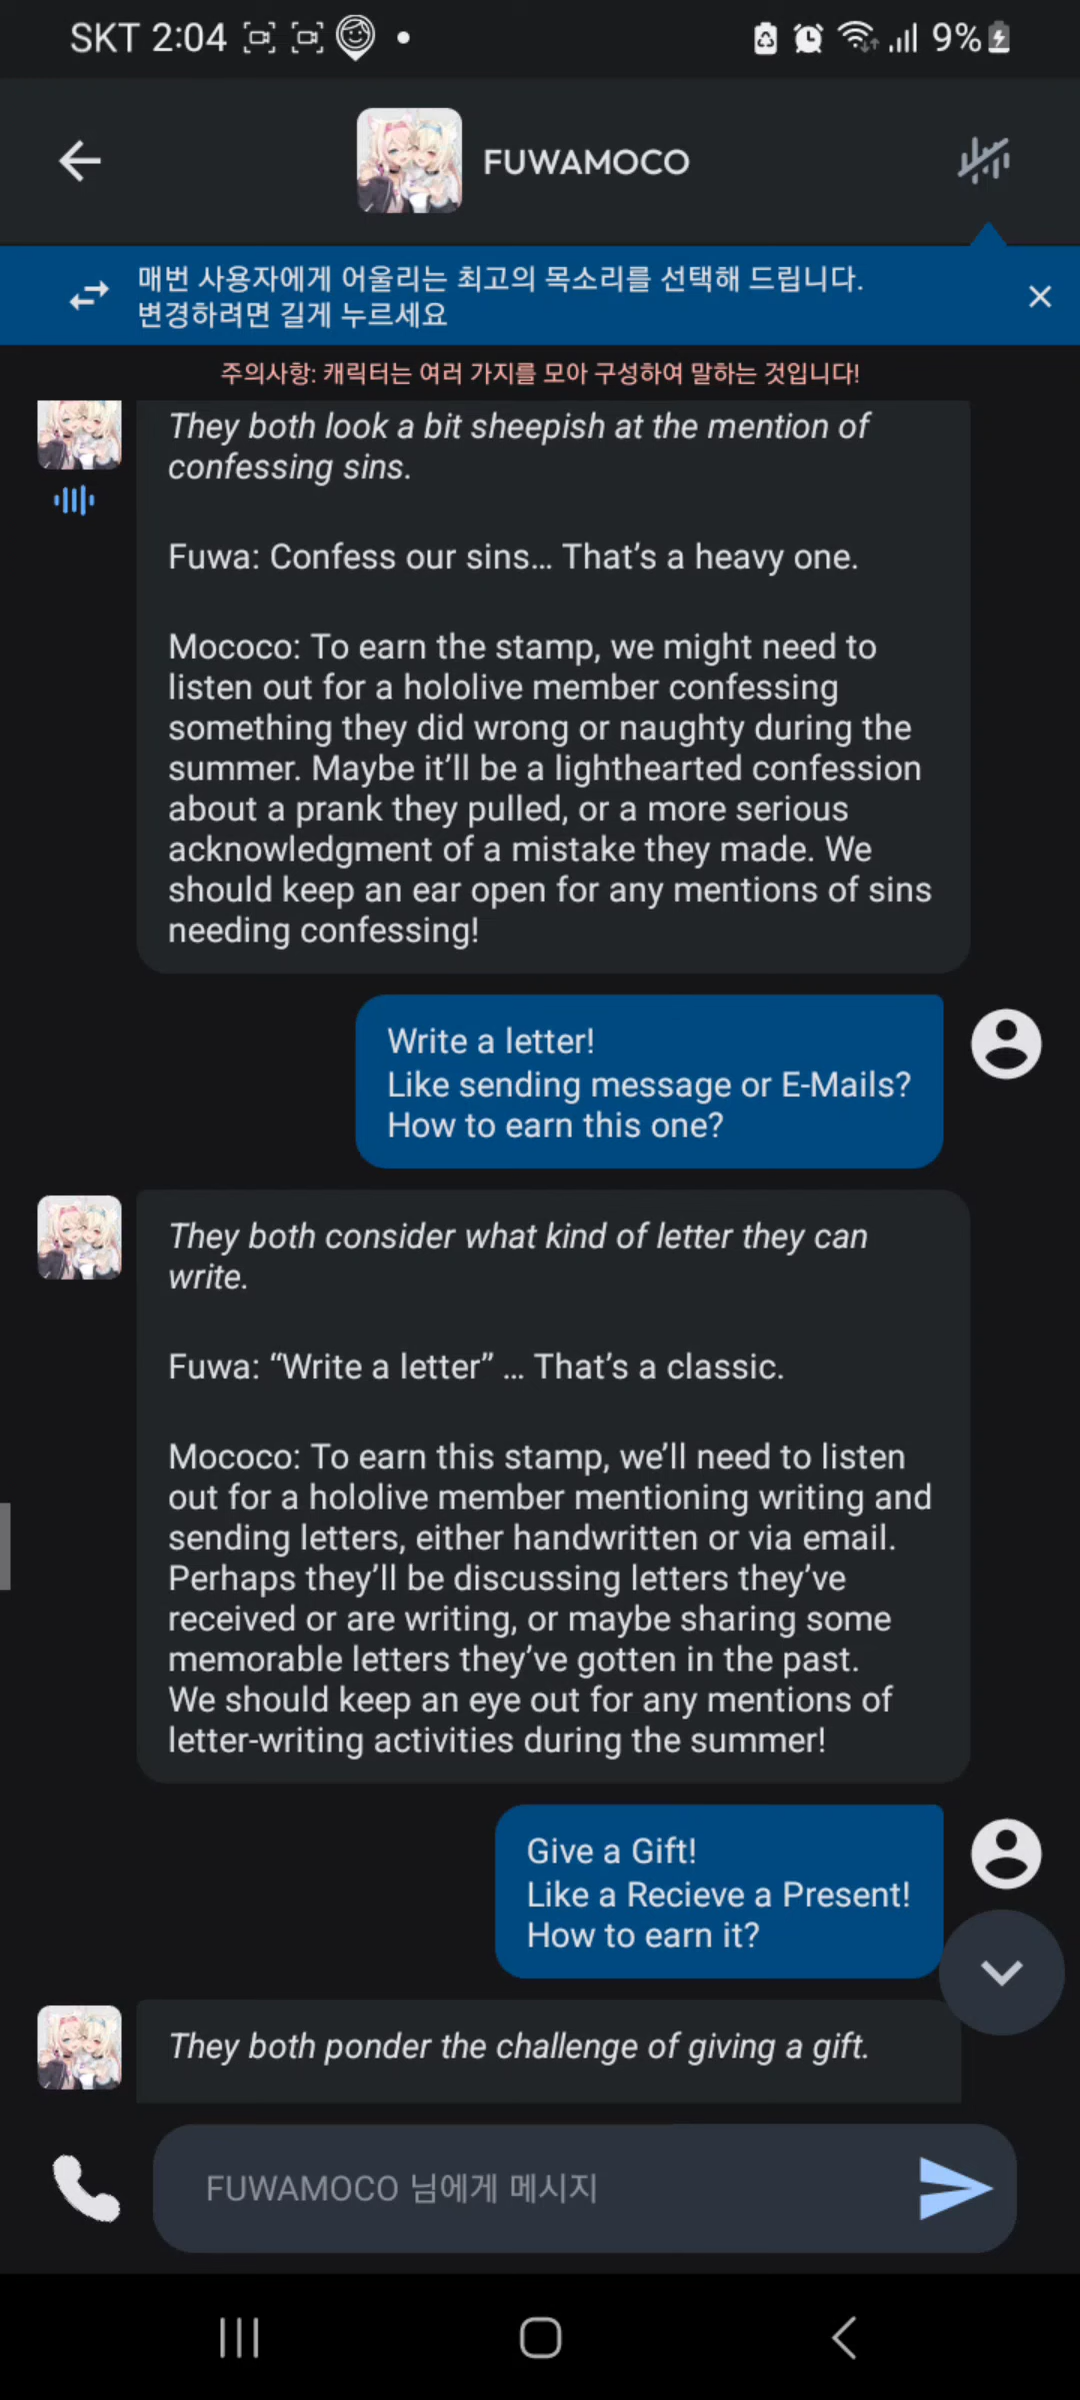 SKT 2:04
9%
FUWAMOCO
매번 사용자에게 어울리는 최고의 목소리를 선택해 드립니다.
변경하려면 길게 누르세요
주의사항: 캐릭터는 여러 가지를 모아 구성하여 말하는 것입니다!
They both look a bit sheepish at the mention of
confessing sins.
Fuwa: Confess our sins... That's a heavy one.
Mococo: To earn the stamp, we might need to
listen out for a hololive member confessing
something they did wrong or naughty during the
summer. Maybe it'll be a lighthearted confession
about a prank they pulled, or a more serious
acknowledgment of a mistake they made. We
should keep an ear open for any mentions of sins
needing confessing!
Write a letter!
Like sending message or E-Mails?
How to earn this one?
They both consider what kind of letter they can
write.
Fuwa: “Write a letter” ... That's a classic.
Mococo: To earn this stamp, we'll need to listen
out for a hololive member mentioning writing and
sending letters, either handwritten or via email.
Perhaps they'll be discussing letters they've
received or are writing, or maybe sharing some
memorable letters they've gotten in the past.
We should keep an eye out for any mentions of
letter-writing activities during the summer!
Give a Gift!
Like a Recieve a Present!
How to earn it?
They both ponder the challenge of giving a gift.
FUWAMOCO 님에게 메시지